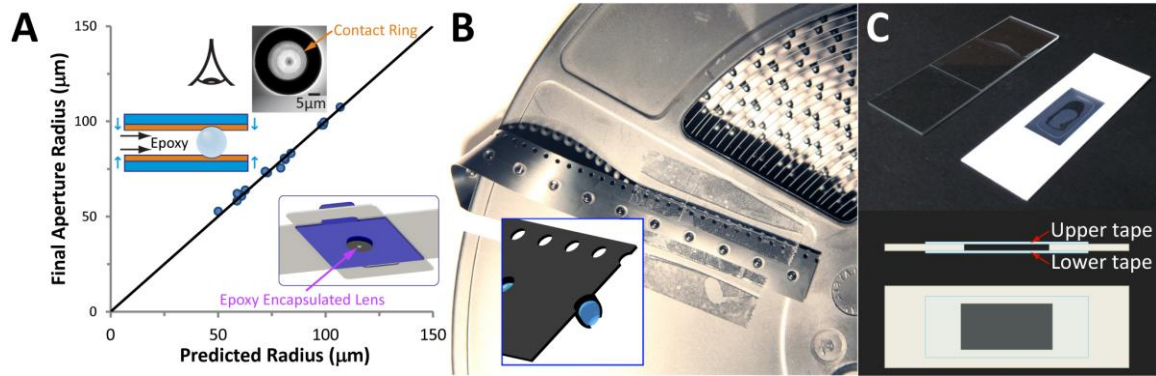 A
Final Aperture Radius (μm)
150
100
50
0
0
50
100
150
Predicted Radius (μm)
Contact Ring
5μm
Epoxy
Epoxy Encapsulated Lens
B
C
Upper tape
Lower tape